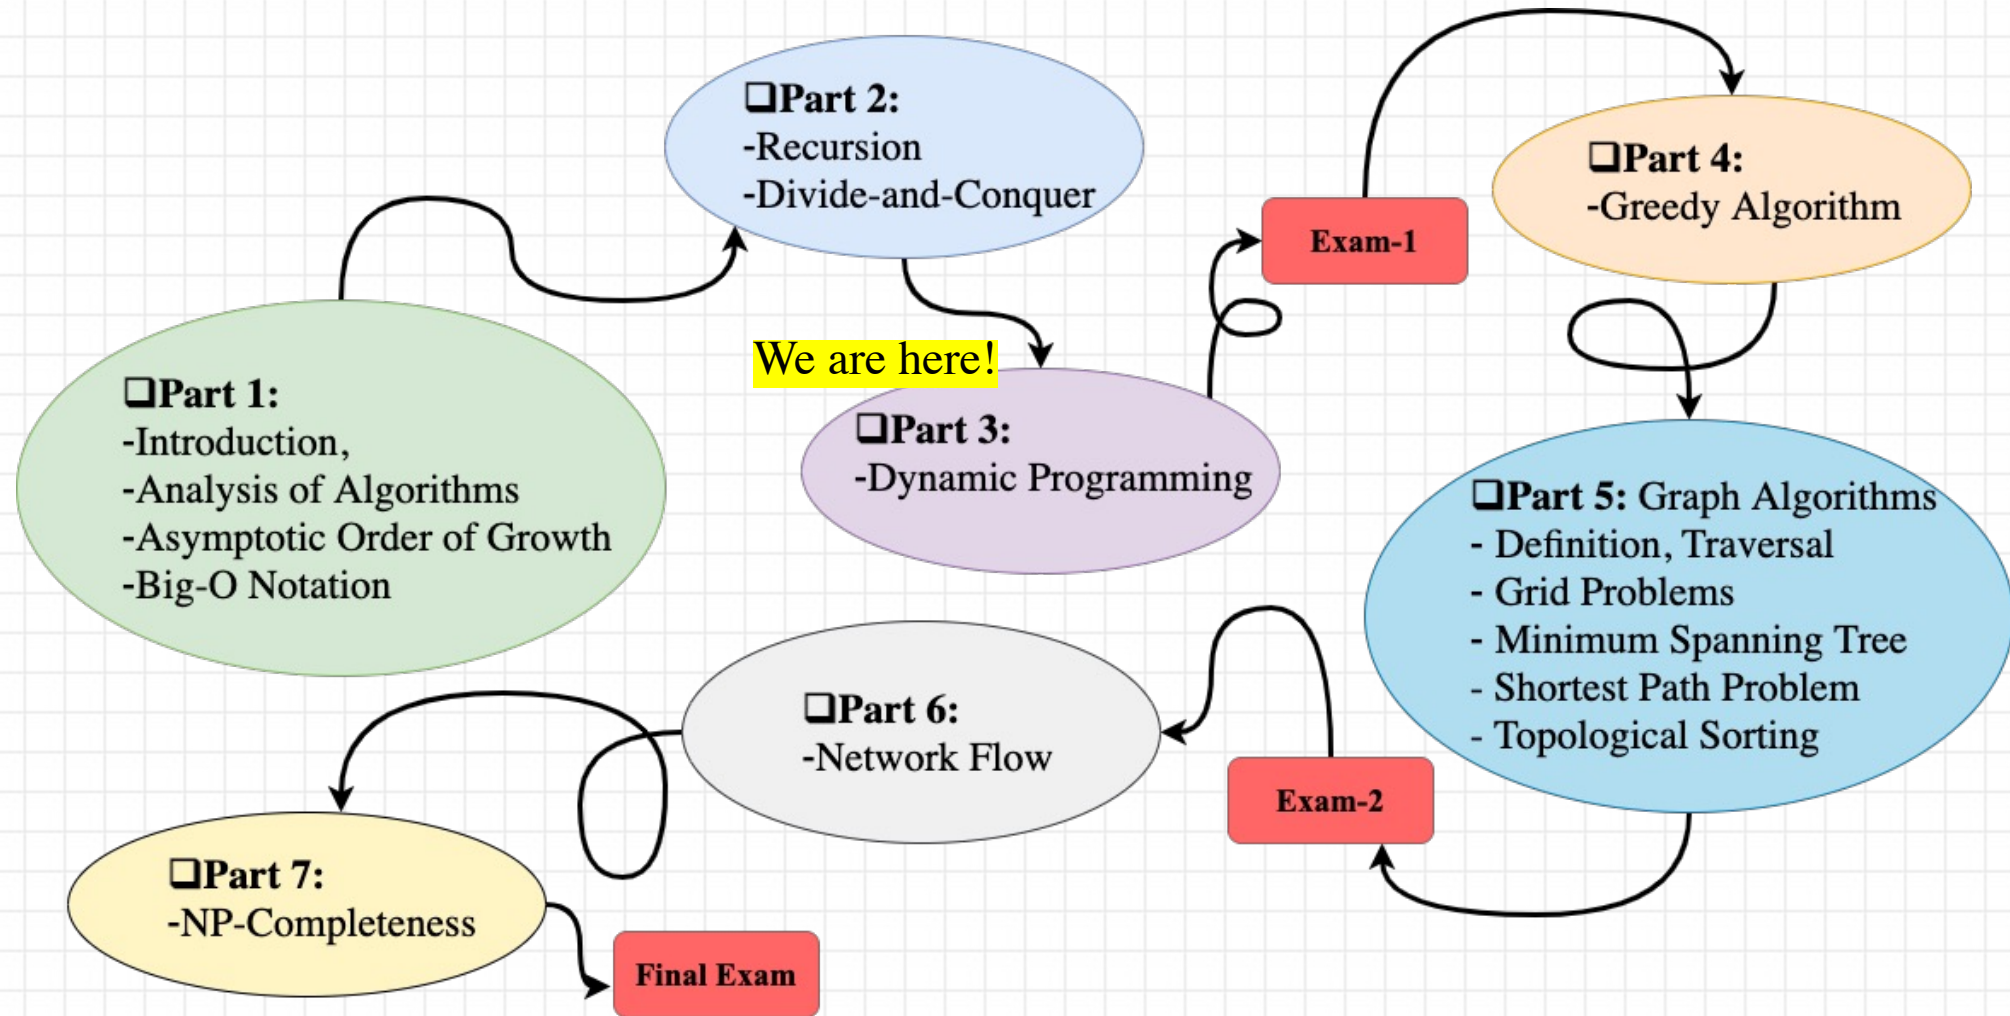 ❑Part 1:
-Introduction,
-Analysis of Algorithms
-Asymptotic Order of Growth
-Big-O Notation
❑Part 2:
-Recursion
-Divide-and-Conquer
We are here!
❑Part 3:
-Dynamic Programming
Exam-1
❑Part 4:
-Greedy Algorithm
❑Part 5: Graph Algorithms
- Definition, Traversal
- Grid Problems
- Minimum Spanning Tree
- Shortest Path Problem
- Topological Sorting
Exam-2
❑Part 6:
-Network Flow
❑Part 7:
-NP-Completeness
Final Exam